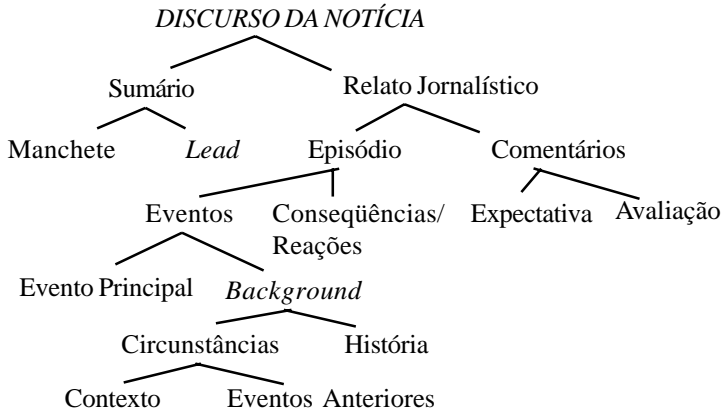 DISCURSO DA NOTÍCIA
Sumário Relato Jornalístico
Manchete Lead Episódio Comentários
Eventos Conseqüências/ Expectativa Avaliação
Reações
Evento Principal Background
Circunstâncias História
Contexto Eventos Anteriores